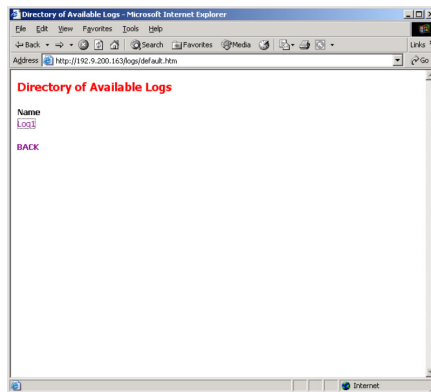 Directory of Available Logs - Microsoft Internet Explorer
File Edit View Favorites Tools Help
Back Search Favorites Media Links
Address http://192.9.200.163/logs/default.htm Go
Directory of Available Logs
Name
Log1
BACK
Internet